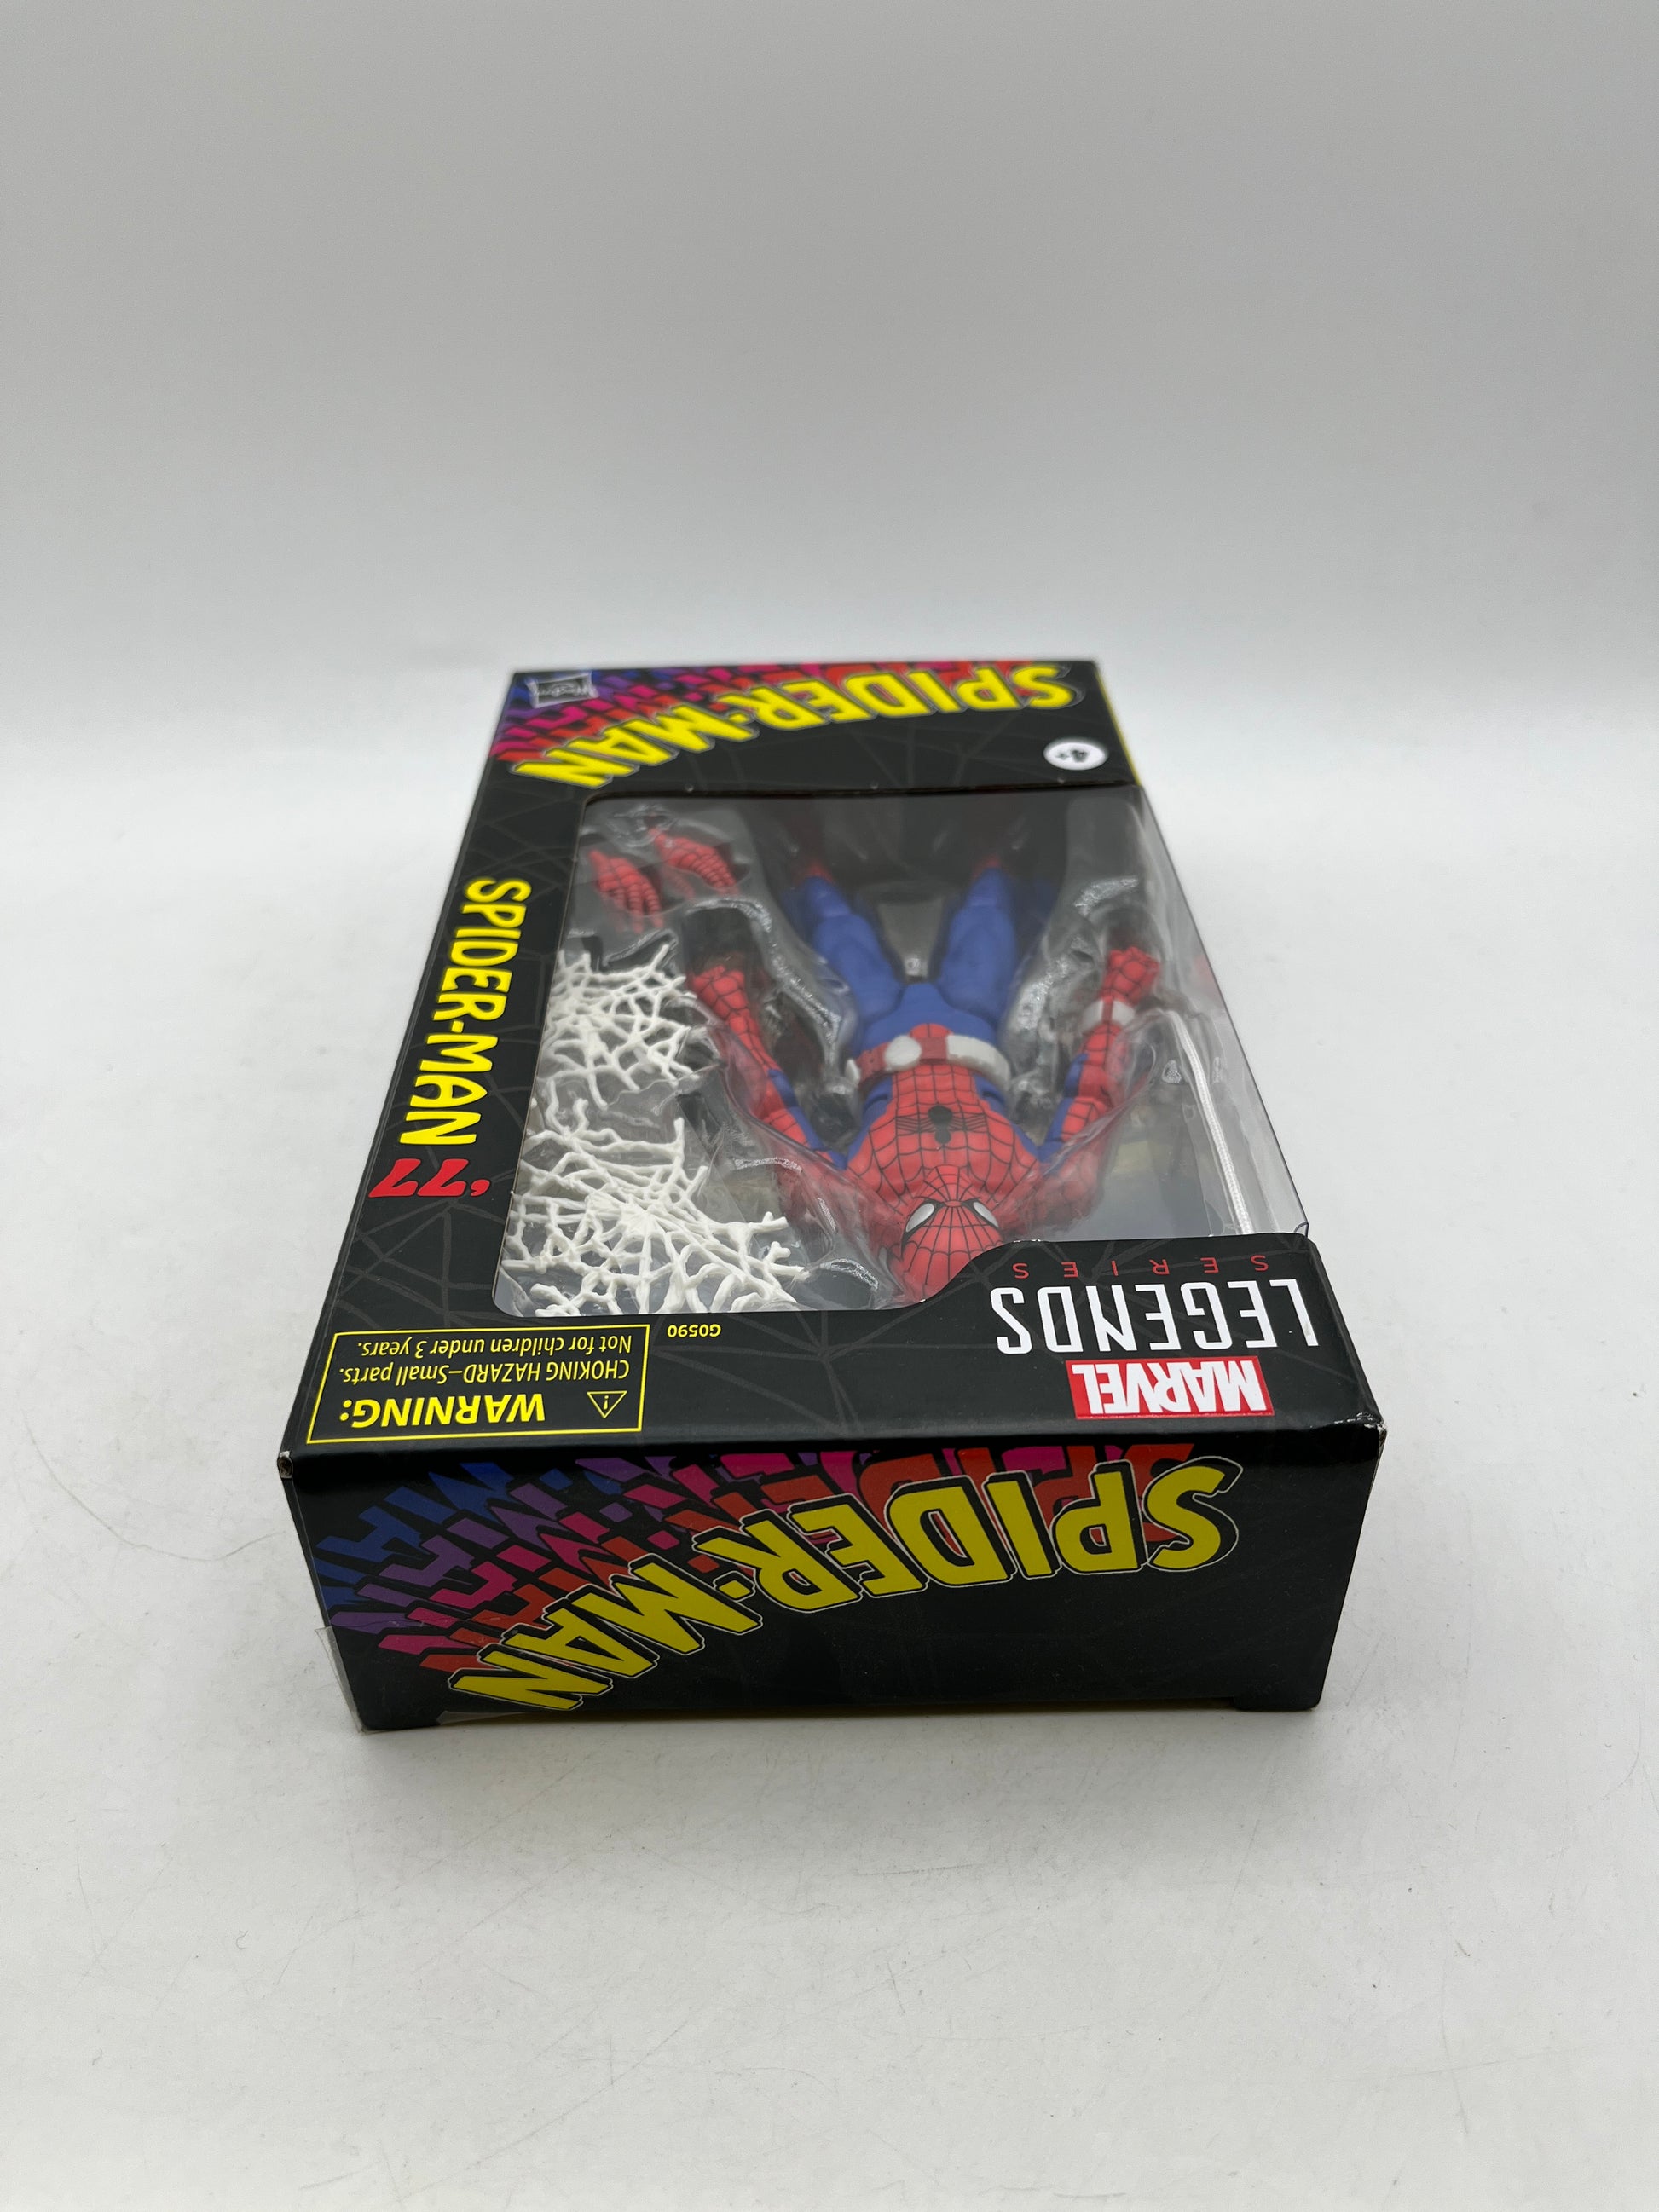 MARVEL
LEGENDS
SERIES
WARNING:
CHOKING HAZARD—Small parts.
Not for children under 3 years.
G0590
SPIDER-MAN '77
4+
SPIDER-MAN
Hasbro
SPIDER-MAN